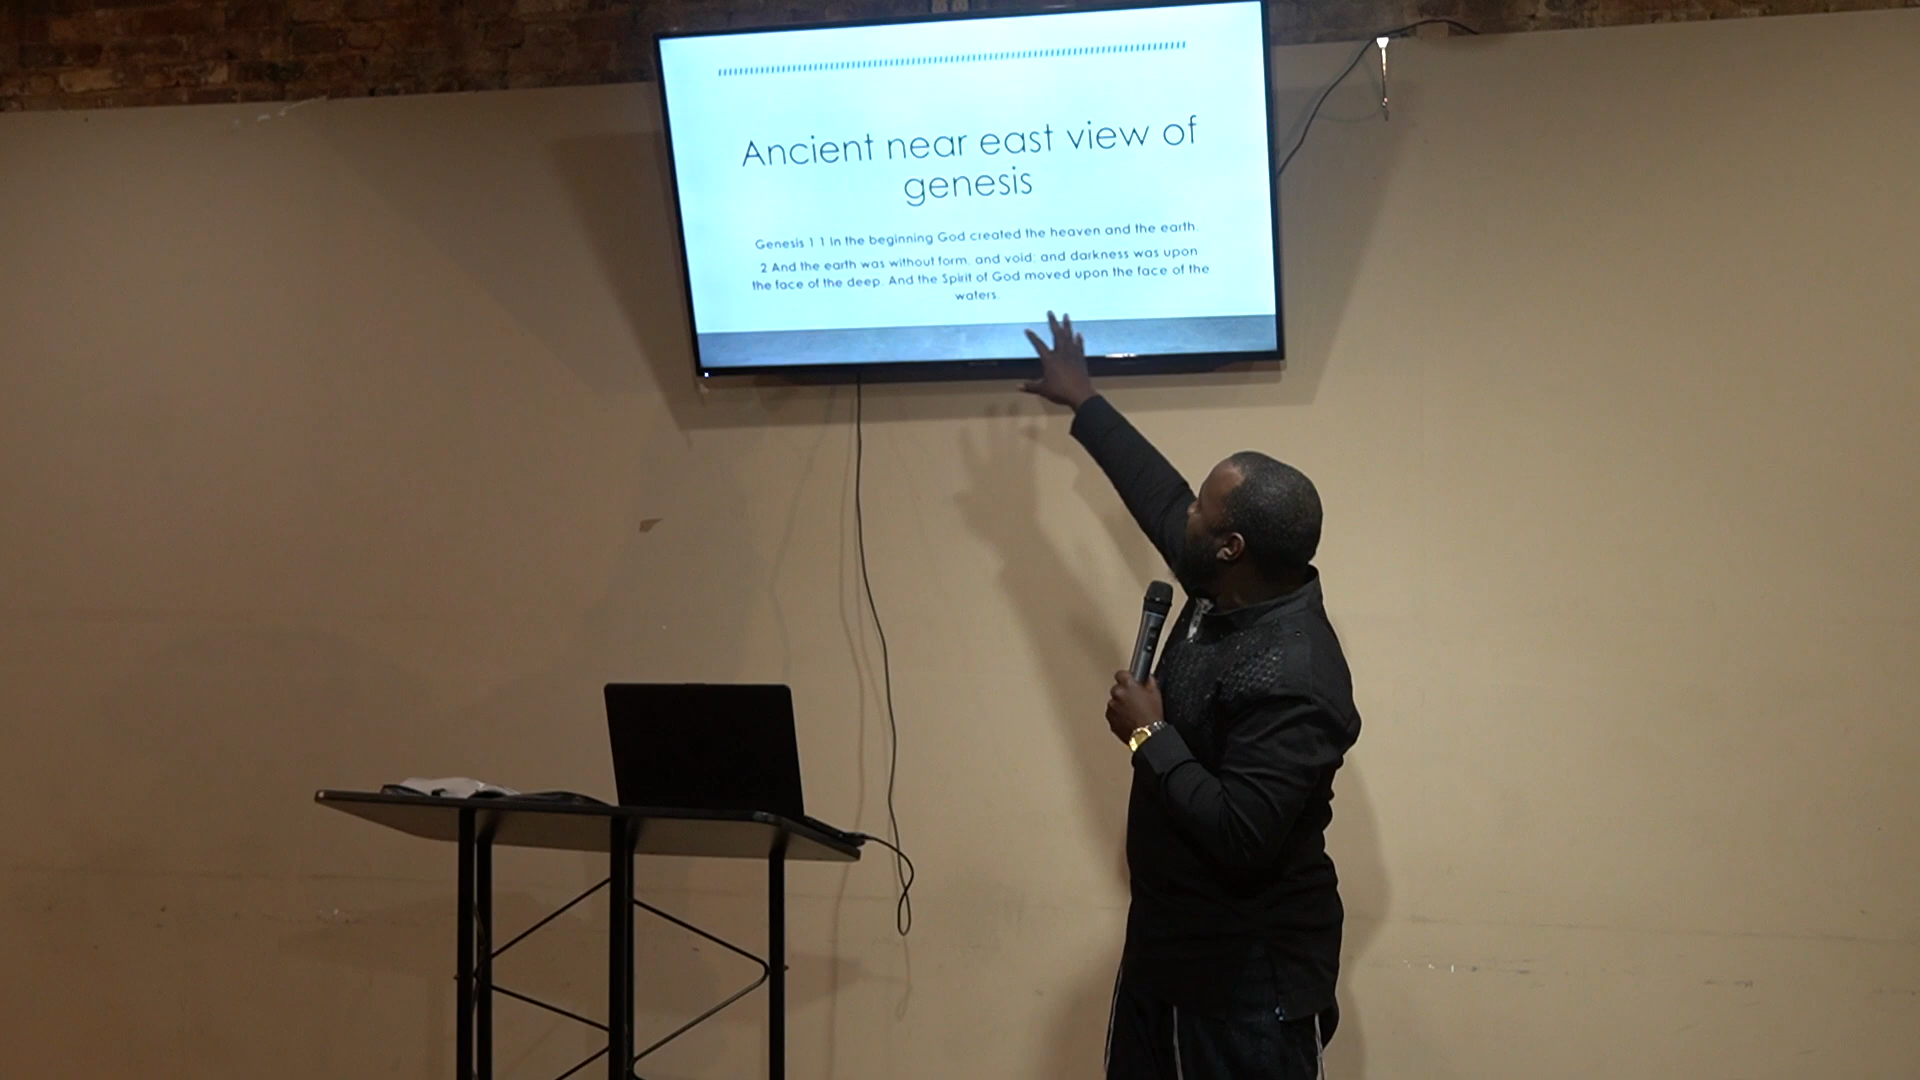 Ancient near east view of
genesis
Genesis 1 1 In the beginning God created the heaven and the earth.
2 And the earth was without form, and void; and darkness was upon
the face of the deep. And the Spirit of God moved upon the face of the
waters.